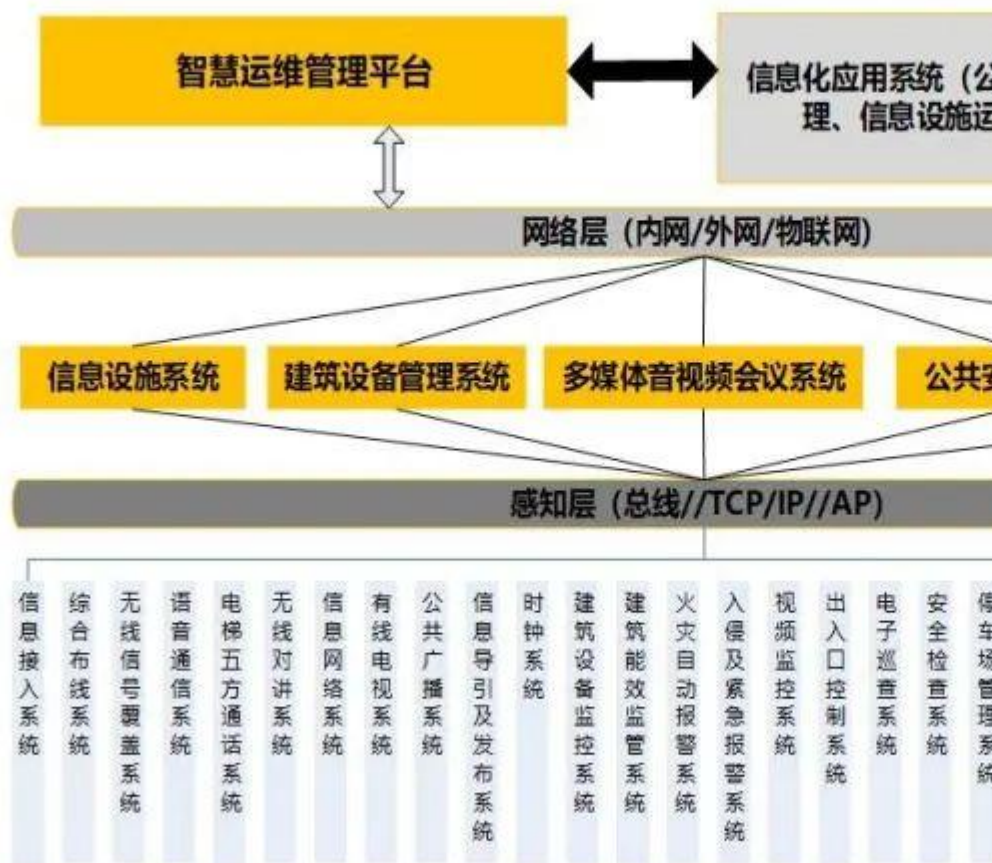 智慧运维管理平台
信息化应用系统（公
理、信息设施运
网络层（内网/外网/物联网）
信息设施系统
建筑设备管理系统
多媒体音视频会议系统
公共安
感知层（总线//TCP/IP//AP）
信息接入系统
综合布线系统
无线信号覆盖系统
语音通信系统
电梯五方通话系统
无线对讲系统
信息网络系统
有线电视系统
公共广播系统
信息导引及发布系统
时钟系统
建筑设备监控系统
建筑能效监管系统
火灾自动报警系统
入侵及紧急报警系统
视频监控系统
出入口控制系统
电子巡查系统
安全检查系统
停车场管理系统